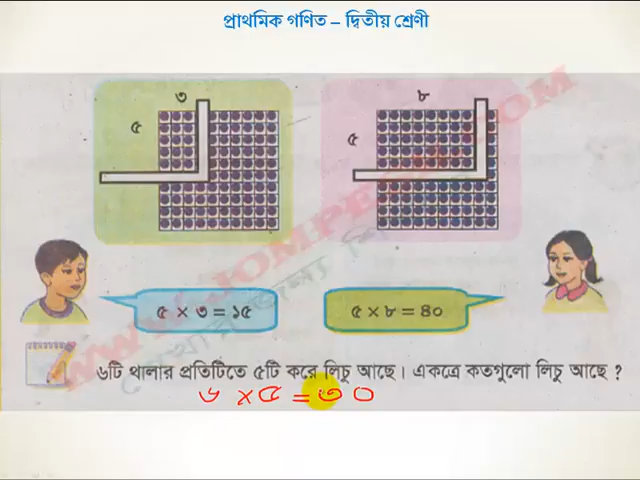 প্রাথমিক গণিত – দ্বিতীয় শ্রেণী
৩
৫
৮
৫
৫ × ৩ = ১৫
৫ × ৮ = ৪০
৬টি থালার প্রতিটিতে ৫টি করে লিচু আছে। একত্রে কতগুলো লিচু আছে ?
৬ × ৫ = ৩০